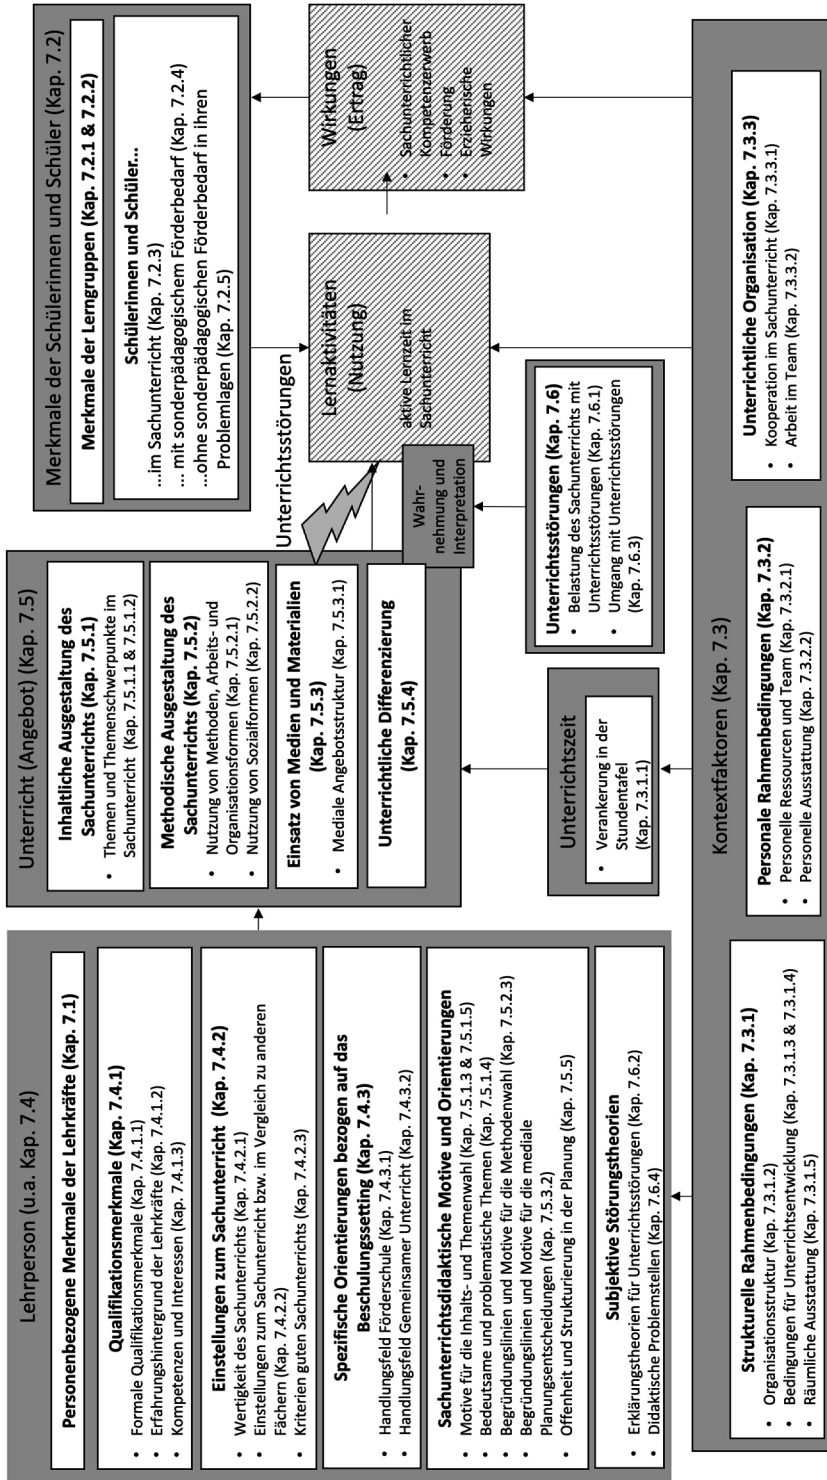 Lehrperson (u.a. Kap. 7.4)
Personenbezogene Merkmale der Lehrkräfte (Kap. 7.1)
Qualifikationsmerkmale (Kap. 7.4.1)
• Formale Qualifikationsmerkmale (Kap. 7.4.1.1)
• Erfahrungshintergrund der Lehrkräfte (Kap. 7.4.1.2)
• Kompetenzen und Interessen (Kap. 7.4.1.3)
Einstellungen zum Sachunterricht (Kap. 7.4.2)
• Wertigkeit des Sachunterrichts (Kap. 7.4.2.1)
• Einstellungen zum Sachunterricht bzw. im Vergleich zu anderen
Fächern (Kap. 7.4.2.2)
• Kriterien guten Sachunterrichts (Kap. 7.4.2.3)
Spezifische Orientierungen bezogen auf das
Beschulungssetting (Kap. 7.4.3)
• Handlungsfeld Förderschule (Kap. 7.4.3.1)
• Handlungsfeld Gemeinsamer Unterricht (Kap. 7.4.3.2)
Sachunterrichtsdidaktische Motive und Orientierungen
• Motive für die Inhalts- und Themenwahl (Kap. 7.5.1.3 & 7.5.1.5)
• Bedeutsame und problematische Themen (Kap. 7.5.1.4)
• Begründungslinien und Motive für die Methodenwahl (Kap. 7.5.2.3)
• Begründungslinien und Motive für die mediale
Planungsentscheidungen (Kap. 7.5.3.2)
• Offenheit und Strukturierung in der Planung (Kap. 7.5.5)
Subjektive Störungstheorien
• Erklärungstheorien für Unterrichtsstörungen (Kap. 7.6.2)
• Didaktische Problemstellen (Kap. 7.6.4)
Unterricht (Angebot) (Kap. 7.5)
Inhaltliche Ausgestaltung des
Sachunterrichts (Kap. 7.5.1)
• Themen und Themenschwerpunkte im
Sachunterricht (Kap. 7.5.1.1 & 7.5.1.2)
Methodische Ausgestaltung des
Sachunterrichts (Kap. 7.5.2)
• Nutzung von Methoden, Arbeits- und
Organisationsformen (Kap. 7.5.2.1)
• Nutzung von Sozialformen (Kap. 7.5.2.2)
Einsatz von Medien und Materialien
(Kap. 7.5.3)
• Mediale Angebotsstruktur (Kap. 7.5.3.1)
Unterrichtliche Differenzierung
(Kap. 7.5.4)
Unterrichtszeit
• Verankerung in der
Stundentafel
(Kap. 7.3.1.1)
Merkmale der Schülerinnen und Schüler (Kap. 7.2)
Merkmale der Lerngruppen (Kap. 7.2.1 & 7.2.2)
Schülerinnen und Schüler...
...im Sachunterricht (Kap. 7.2.3)
... mit sonderpädagogischem Förderbedarf (Kap. 7.2.4)
...ohne sonderpädagogischen Förderbedarf in ihren
Problemlagen (Kap. 7.2.5)
Unterrichtsstörungen
Lernaktivitäten
(Nutzung)
aktive Lernzeit im
Sachunterricht
Wahr-
nehmung und
Interpretation
Wirkungen
(Ertrag)
• Sachunterrichtlicher
Kompetenzerwerb
• Förderung
• Erzieherische
Wirkungen
Unterrichtsstörungen (Kap. 7.6)
• Belastung des Sachunterrichts mit
Unterrichtsstörungen (Kap. 7.6.1)
• Umgang mit Unterrichtsstörungen
(Kap. 7.6.3)
Kontextfaktoren (Kap. 7.3)
Strukturelle Rahmenbedingungen (Kap. 7.3.1)
• Organisationsstruktur (Kap. 7.3.1.2)
• Bedingungen für Unterrichtsentwicklung (Kap. 7.3.1.3 & 7.3.1.4)
• Räumliche Ausstattung (Kap. 7.3.1.5)
Personale Rahmenbedingungen (Kap. 7.3.2)
• Personelle Ressourcen und Team (Kap. 7.3.2.1)
• Personelle Ausstattung (Kap. 7.3.2.2)
Unterrichtliche Organisation (Kap. 7.3.3)
• Kooperation im Sachunterricht (Kap. 7.3.3.1)
• Arbeit im Team (Kap. 7.3.3.2)